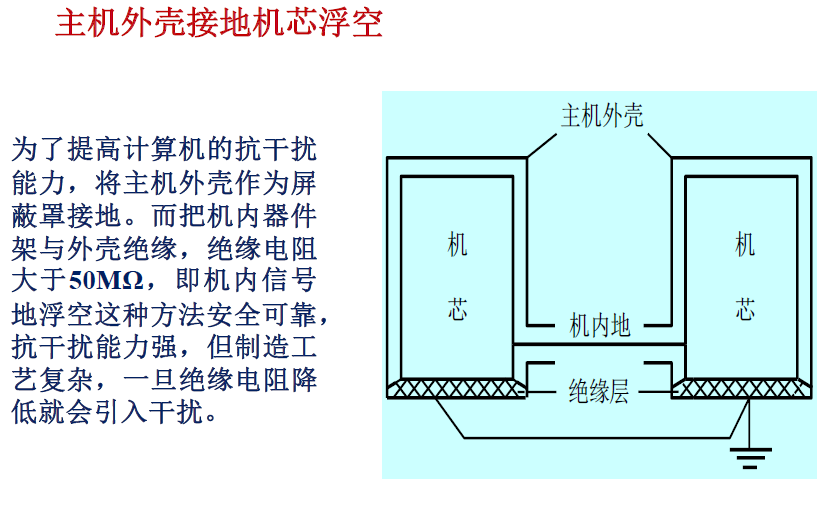 主机外壳接地机芯浮空
为了提高计算机的抗干扰
能力，将主机外壳作为屏
蔽罩接地。而把机内器件
架与外壳绝缘，绝缘电阻
大于50MΩ，即机内信号
地浮空这种方法安全可靠，
抗干扰能力强，但制造工
艺复杂，一旦绝缘电阻降
低就会引入干扰。
主机外壳
机
芯
机
芯
机内地
绝缘层